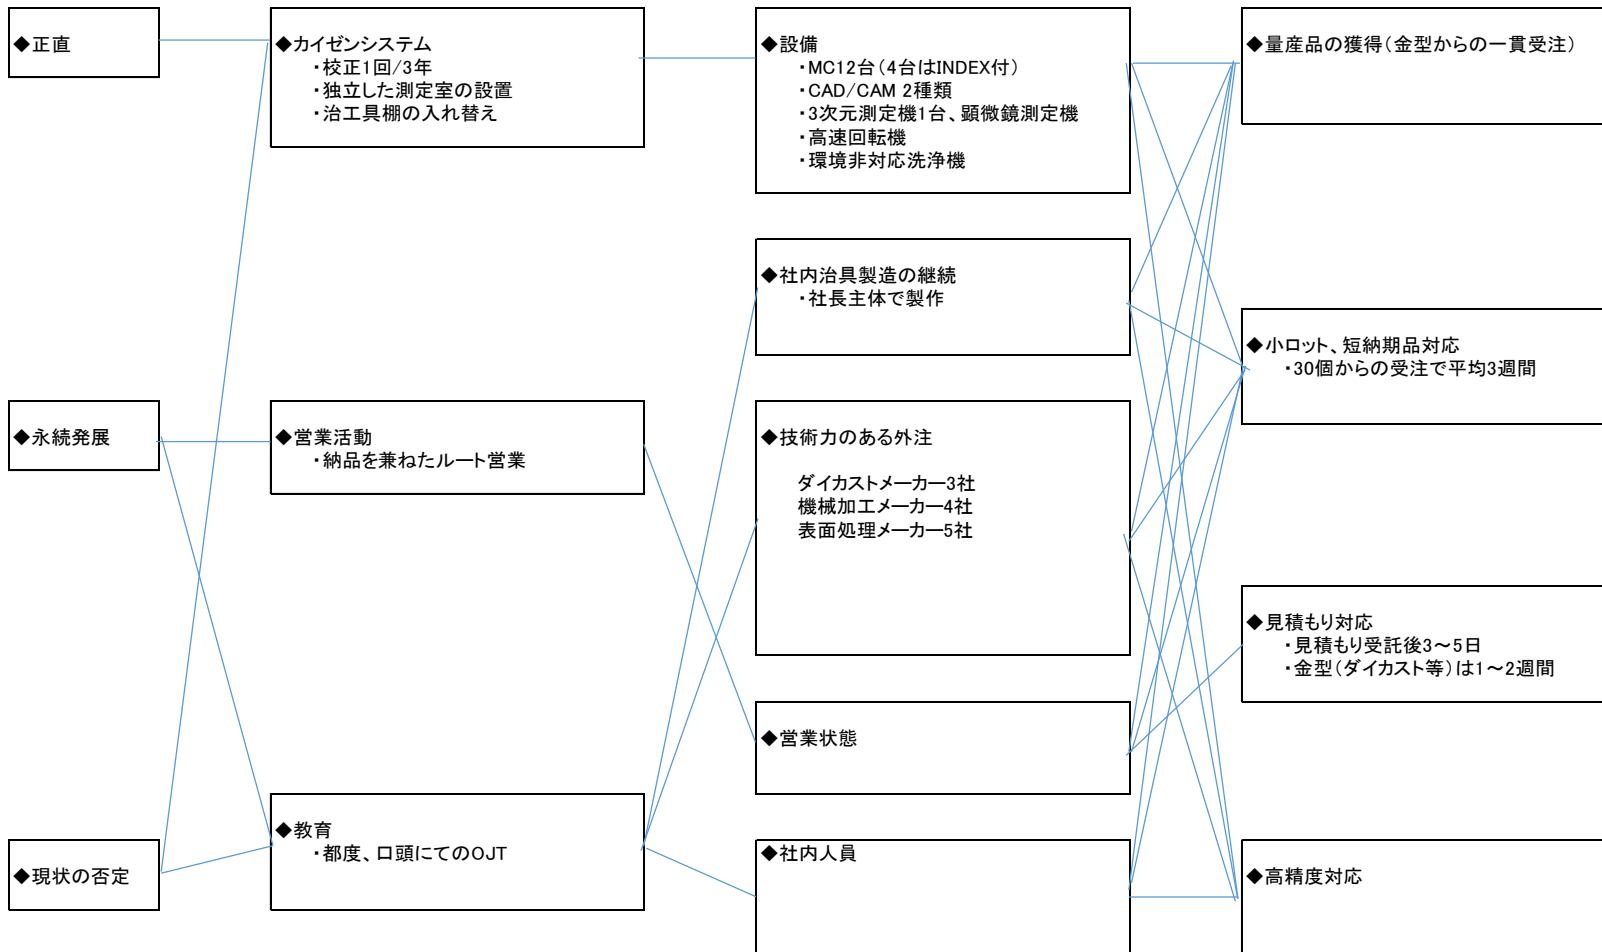 ◆正直
◆永続発展
◆現状の否定
◆カイゼンシステム
・校正1回/3年
・独立した測定室の設置
・治工具棚の入れ替え
◆営業活動
・納品を兼ねたルート営業
◆教育
・都度、口頭にてのOJT
◆設備
・MC12台(4台はINDEX付)
・CAD/CAM 2種類
・3次元測定機1台、顕微鏡測定機
・高速回転機
・環境非対応洗浄機
◆社内治具製造の継続
・社長主体で製作
◆技術力のある外注
ダイカストメーカー3社
機械加工メーカー4社
表面処理メーカー5社
◆営業状態
◆社内人員
◆量産品の獲得(金型からの一貫受注)
◆小ロット、短納期品対応
・30個からの受注で平均3週間
◆見積もり対応
・見積もり受託後3～5日
・金型(ダイカスト等)は1～2週間
◆高精度対応